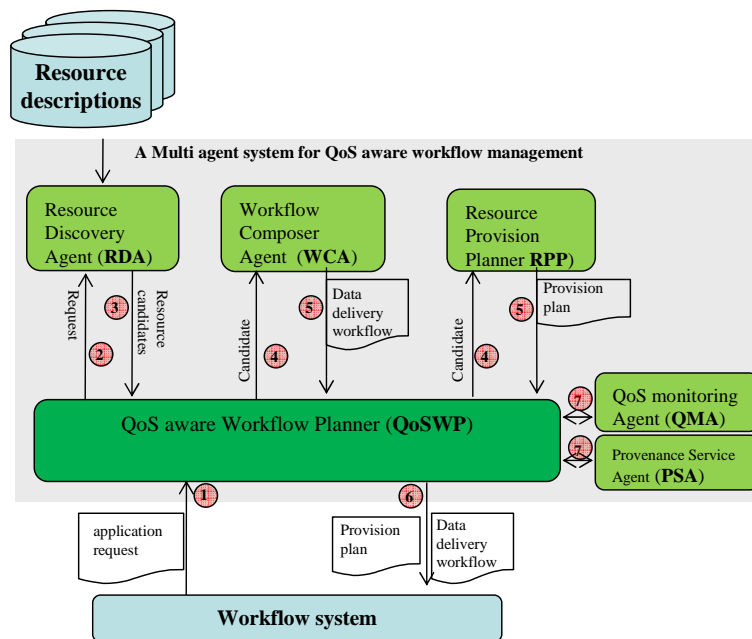 Resource
descriptions
A Multi agent system for QoS aware workflow management
Resource
Discovery
Agent (RDA)
Workflow
Composer
Agent (WCA)
Resource
Provision
Planner RPP)
Request
2
3
Resource
candidates
Candidate
4
5
Data
delivery
workflow
Candidate
4
5
Provision
plan
QoS aware Workflow Planner (QoSWP)
7
QoS monitoring
Agent (QMA)
7
Provenance Service
Agent (PSA)
1
application
request
6
Provision
plan
Data
delivery
workflow
Workflow system